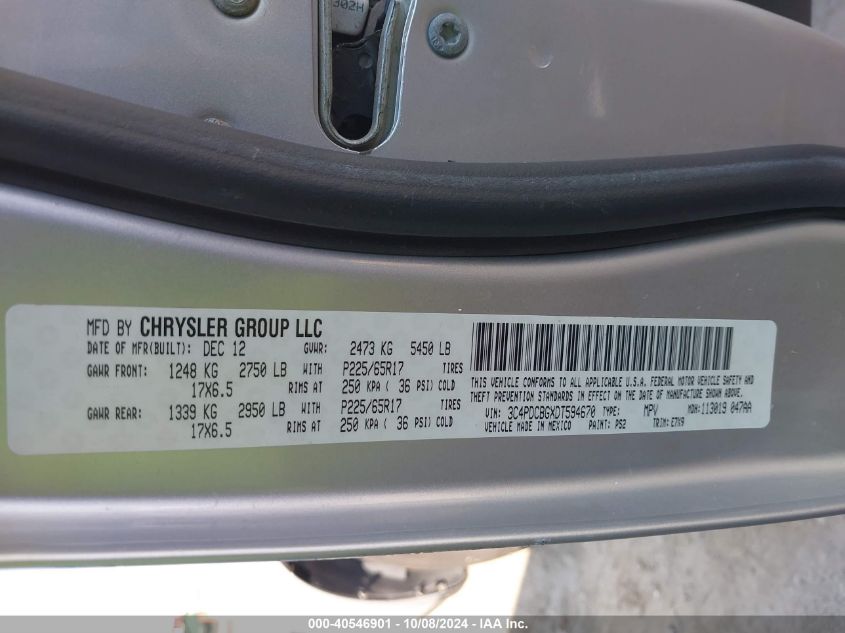 302H
MFD BY CHRYSLER GROUP LLC
DATE OF MFR(BUILT): DEC 12 GVWR: 2473 KG 5450 LB
GAWR FRONT: 1248 KG 2750 LB WITH P225/65R17 TIRES
17X6.5 RIMS AT 250 KPA ( 36 PSI) COLD
GAWR REAR: 1339 KG 2950 LB WITH P225/65R17 TIRES
17X6.5 RIMS AT 250 KPA ( 36 PSI) COLD
THIS VEHICLE CONFORMS TO ALL APPLICABLE U.S.A. FEDERAL MOTOR VEHICLE SAFETY AND
THEFT PREVENTION STANDARDS IN EFFECT ON THE DATE OF MANUFACTURE SHOWN ABOVE.
VIN: 3C4PDCBGXDT594670 TYPE: MPV MDH: 113019 047AA
VEHICLE MADE IN MEXICO PAINT: PS2 TRIM: E7X9
000-40546901 - 10/08/2024 - IAA Inc.